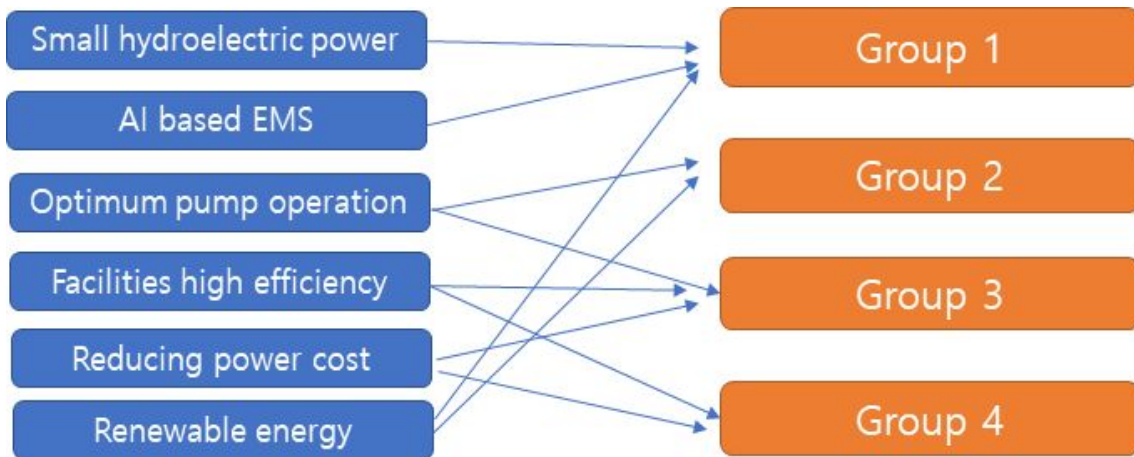 Small hydroelectric power
AI based EMS
Optimum pump operation
Facilities high efficiency
Reducing power cost
Renewable energy
Group 1
Group 2
Group 3
Group 4